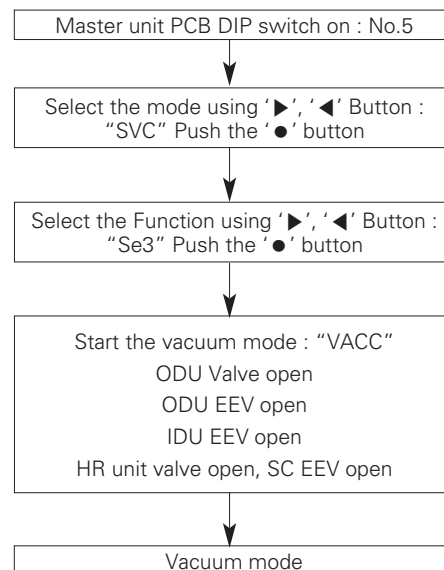 Master unit PCB DIP switch on : No.5
Select the mode using ‘▶’, ‘◀’ Button :
“SVC” Push the ‘●’ button
Select the Function using ‘▶’, ‘◀’ Button :
“Se3” Push the ‘●’ button
Start the vacuum mode : “VACC”
ODU Valve open
ODU EEV open
IDU EEV open
HR unit valve open, SC EEV open
Vacuum mode